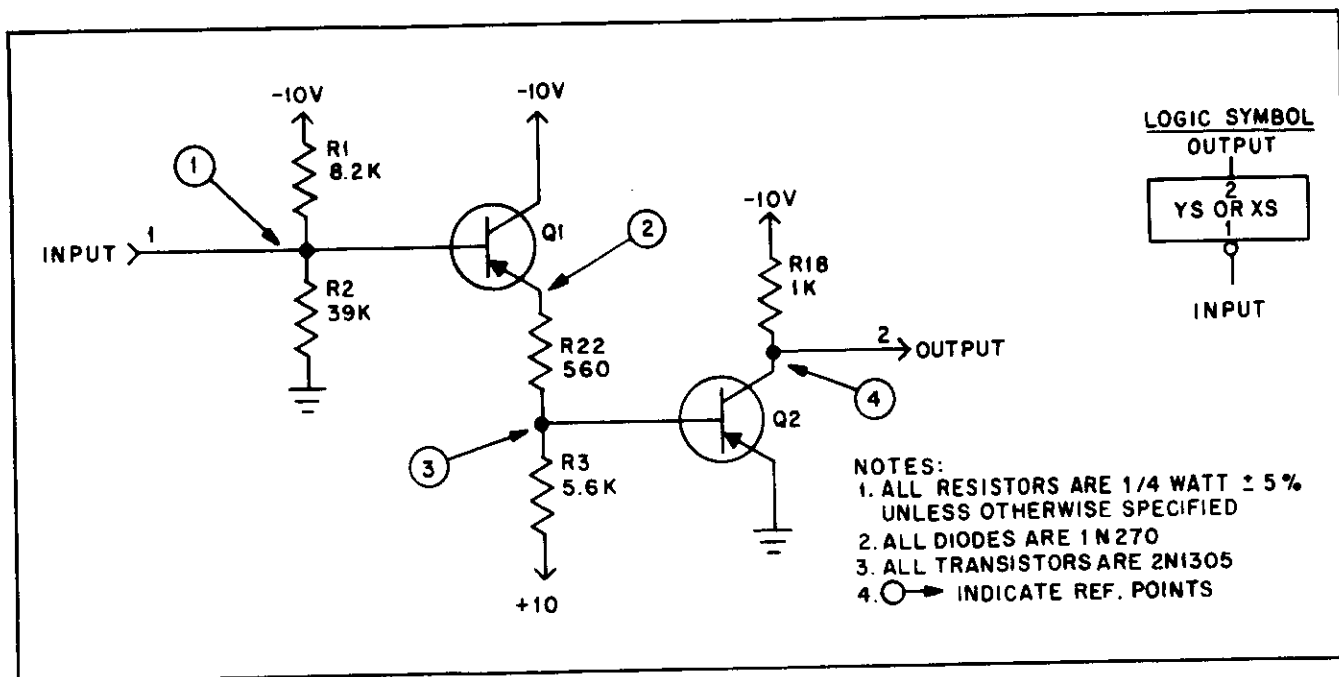 -10V
R1
8.2K
1
INPUT
1
R2
39K
-10V
Q1
2
R22
560
3
R3
5.6K
+10
-10V
R18
1K
2
OUTPUT
Q2
4
LOGIC SYMBOL
OUTPUT
2
YS OR XS
1
INPUT
NOTES:
1. ALL RESISTORS ARE 1/4 WATT ± 5%
UNLESS OTHERWISE SPECIFIED
2. ALL DIODES ARE 1N270
3. ALL TRANSISTORS ARE 2N1305
4. INDICATE REF. POINTS